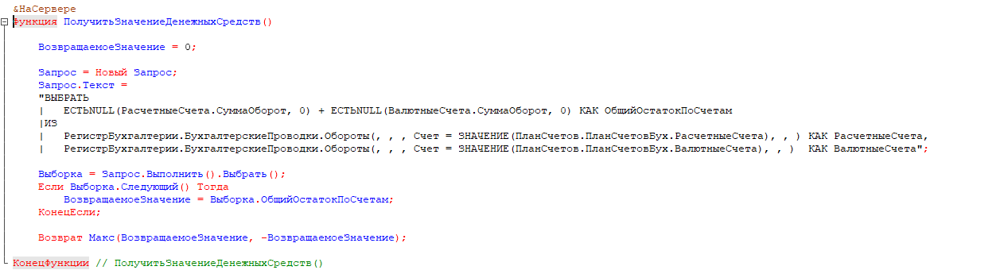 &НаСервере
Функция ПолучитьЗначениеДенежныхСредств()
ВозвращаемоеЗначение = 0;
Запрос = Новый Запрос;
Запрос.Текст =
"ВЫБРАТЬ
|    ЕСТЬNULL(РасчетныеСчета.СуммаОборот, 0) + ЕСТЬNULL(ВалютныеСчета.СуммаОборот, 0) КАК ОбщийОстатокПоСчетам
|ИЗ
|    РегистрБухгалтерии.БухгалтерскиеПроводки.Обороты(, , , Счет = ЗНАЧЕНИЕ(ПланСчетов.ПланСчетовБух.РасчетныеСчета), , ) КАК РасчетныеСчета,
|    РегистрБухгалтерии.БухгалтерскиеПроводки.Обороты(, , , Счет = ЗНАЧЕНИЕ(ПланСчетов.ПланСчетовБух.ВалютныеСчета), , )  КАК ВалютныеСчета";
Выборка = Запрос.Выполнить().Выбрать();
Если Выборка.Следующий() Тогда
ВозвращаемоеЗначение = Выборка.ОбщийОстатокПоСчетам;
КонецЕсли;
Возврат Макс(ВозвращаемоеЗначение, -ВозвращаемоеЗначение);
КонецФункции // ПолучитьЗначениеДенежныхСредств()